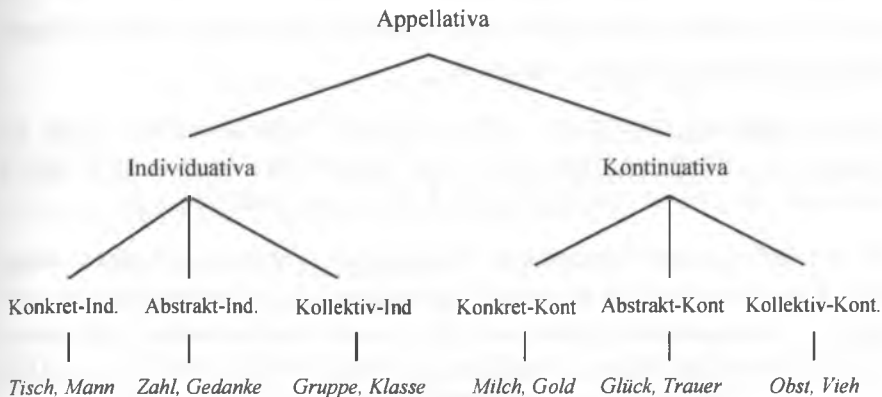 Appellativa
Individuativa Kontinuativa
Konkret-Ind. Abstrakt-Ind. Kollektiv-Ind Konkret-Kont Abstrakt-Kont Kollektiv-Kont.
Tisch, Mann Zahl, Gedanke Gruppe, Klasse Milch, Gold Glück, Trauer Obst, Vieh